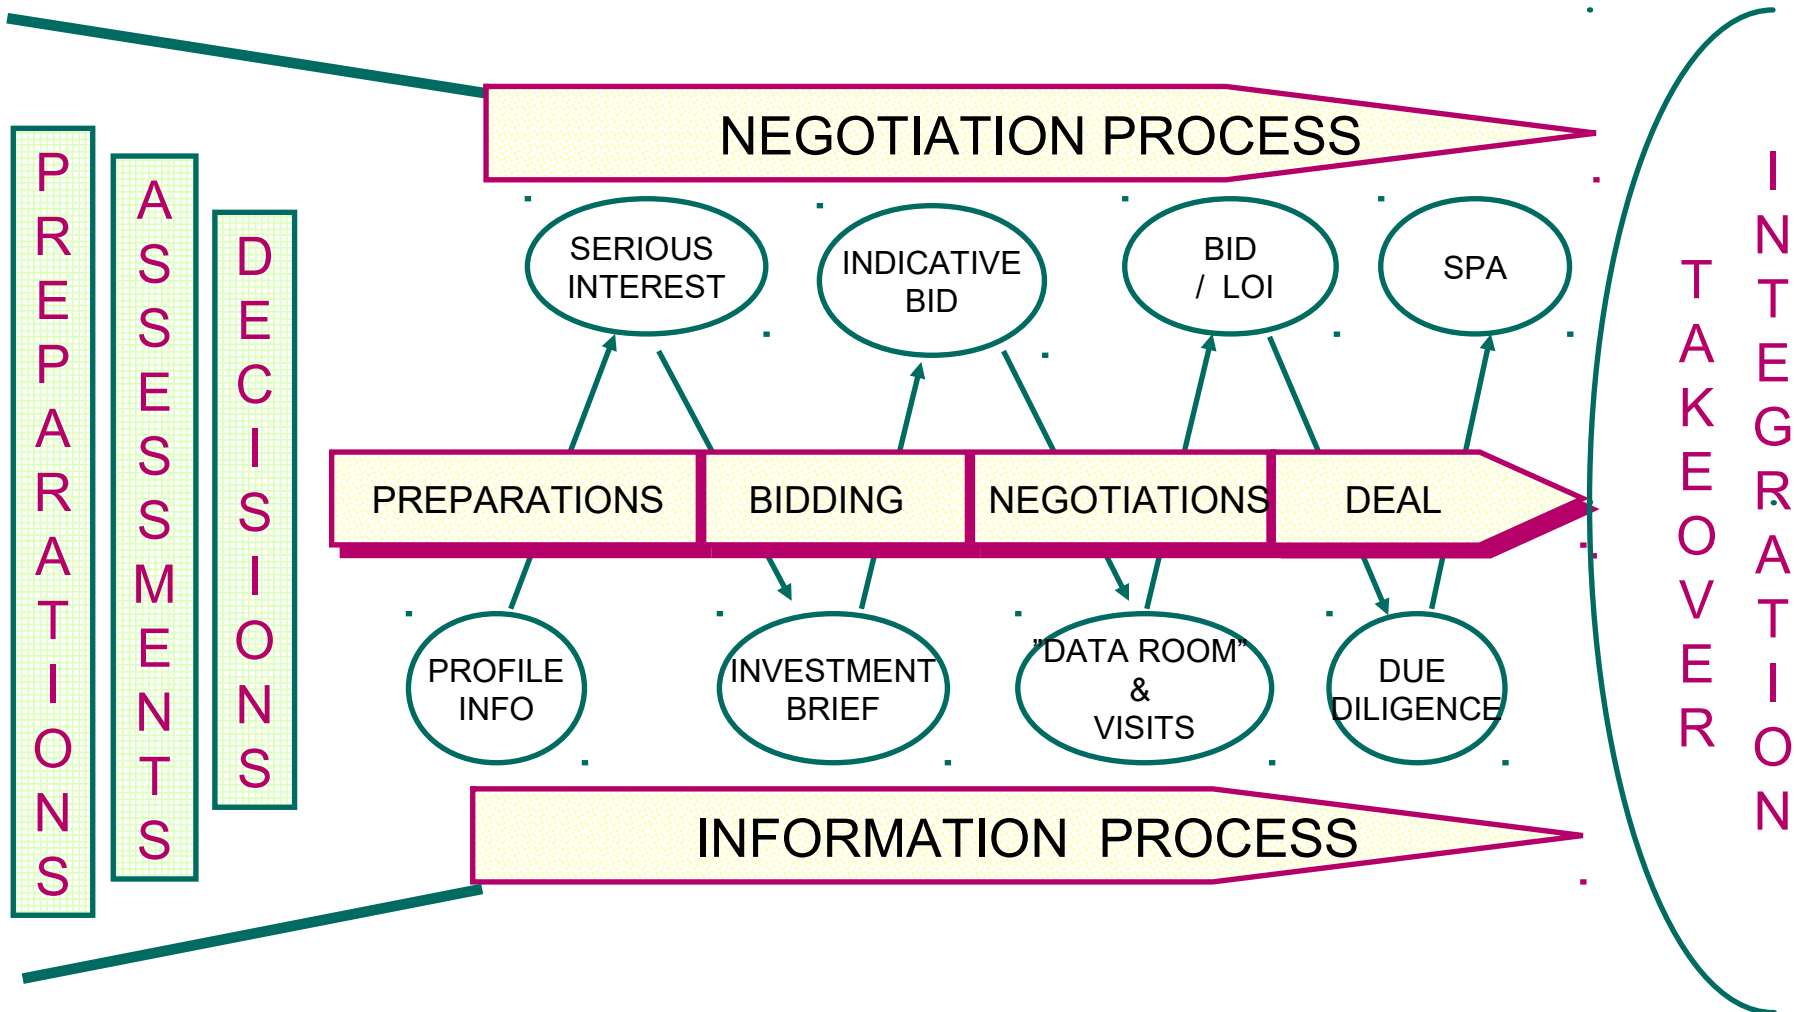 NEGOTIATION PROCESS
PREPARATIONS
ASSESSMENTS
DECISIONS
SERIOUS
INTEREST
INDICATIVE
BID
BID
/ LOI
SPA
PREPARATIONS
BIDDING
NEGOTIATIONS
DEAL
PROFILE
INFO
INVESTMENT
BRIEF
"DATA ROOM"
&
VISITS
DUE
DILIGENCE
INFORMATION PROCESS
TAKEOVER
INTEGRATION